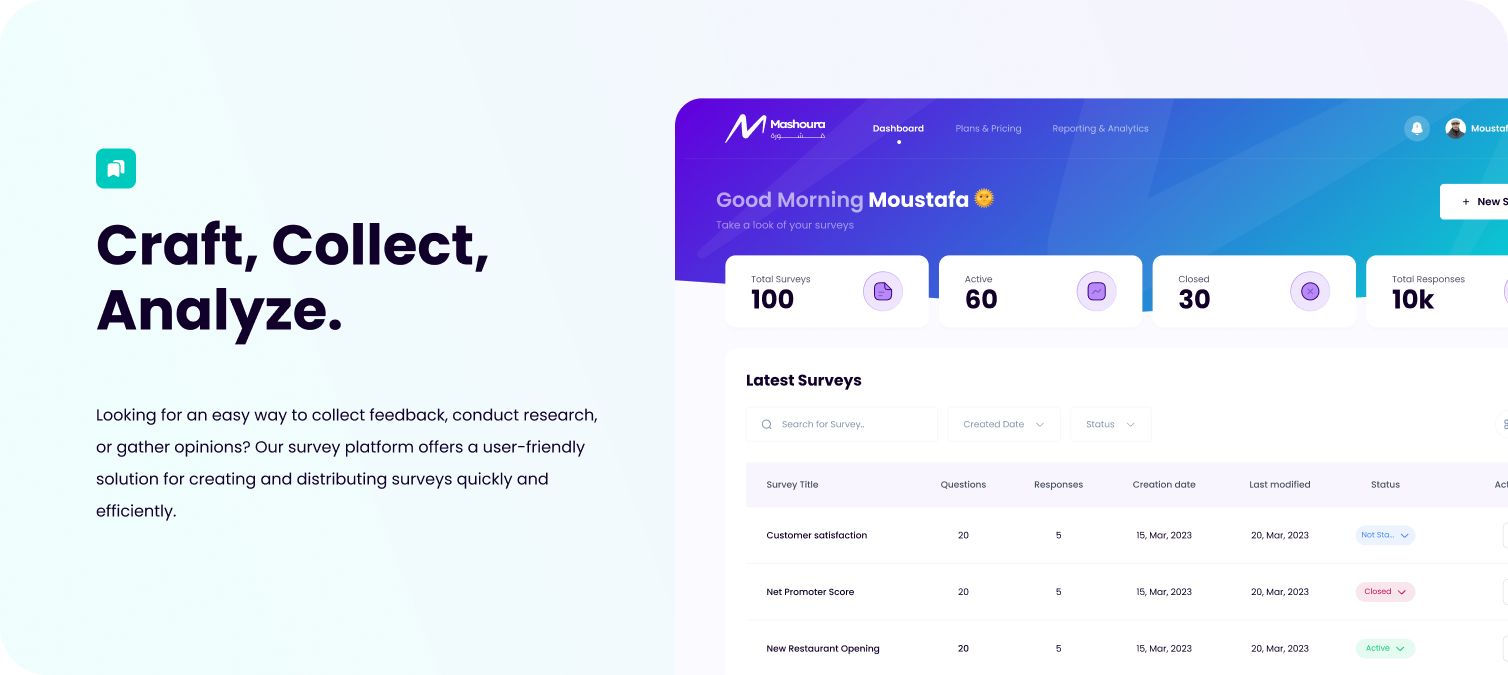 Craft, Collect,
Analyze.
Looking for an easy way to collect feedback, conduct research,
or gather opinions? Our survey platform offers a user-friendly
solution for creating and distributing surveys quickly and
efficiently.
Mashoura
مــــشــــورة
Dashboard
Plans & Pricing
Reporting & Analytics
Good Morning Moustafa
Take a look of your surveys
+ New
Total Surveys
100
Active
60
Closed
30
Total Responses
10k
Latest Surveys
Search for Survey..
Created Date
Status
Survey Title Questions Responses Creation date Last modified Status
Customer satisfaction 20 5 15, Mar, 2023 20, Mar, 2023 Not Sta..
Net Promoter Score 20 5 15, Mar, 2023 20, Mar, 2023 Closed
New Restaurant Opening 20 5 15, Mar, 2023 20, Mar, 2023 Active